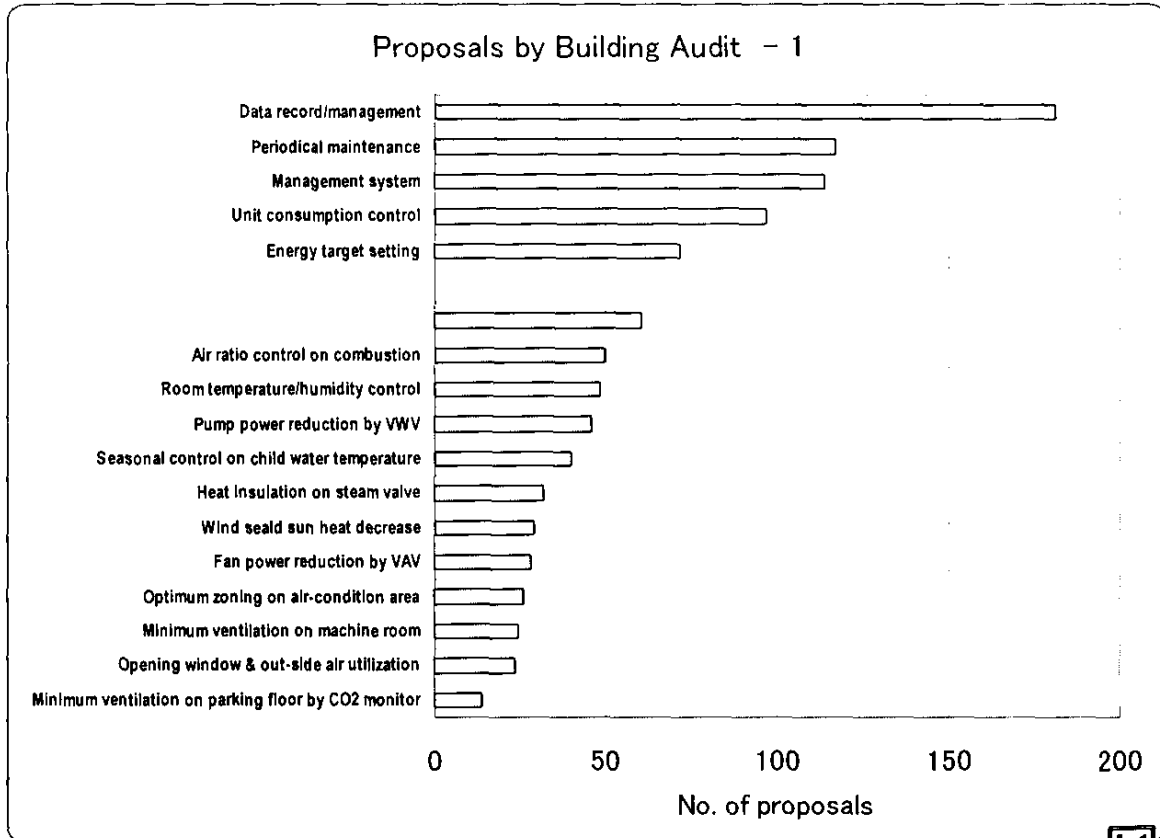 Proposals by Building Audit - 1
Data record/management
Periodical maintenance
Management system
Unit consumption control
Energy target setting
Air ratio control on combustion
Room temperature/humidity control
Pump power reduction by VWV
Seasonal control on child water temperature
Heat insulation on steam valve
Wind seald sun heat decrease
Fan power reduction by VAV
Optimum zoning on air-condition area
Minimum ventilation on machine room
Opening window & out-side air utilization
Minimum ventilation on parking floor by CO2 monitor
0 50 100 150 200
No. of proposals